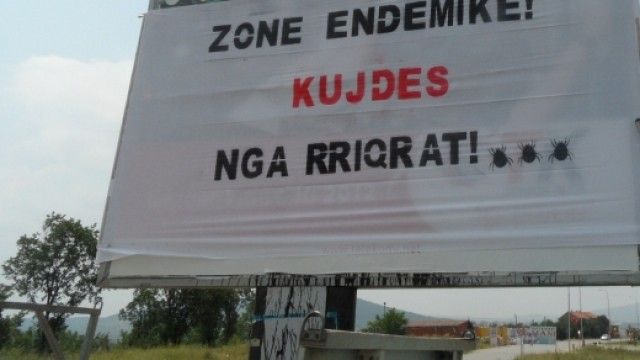 ZONE ENDEMIKE!
KUJDES
NGA RRIQRAT!